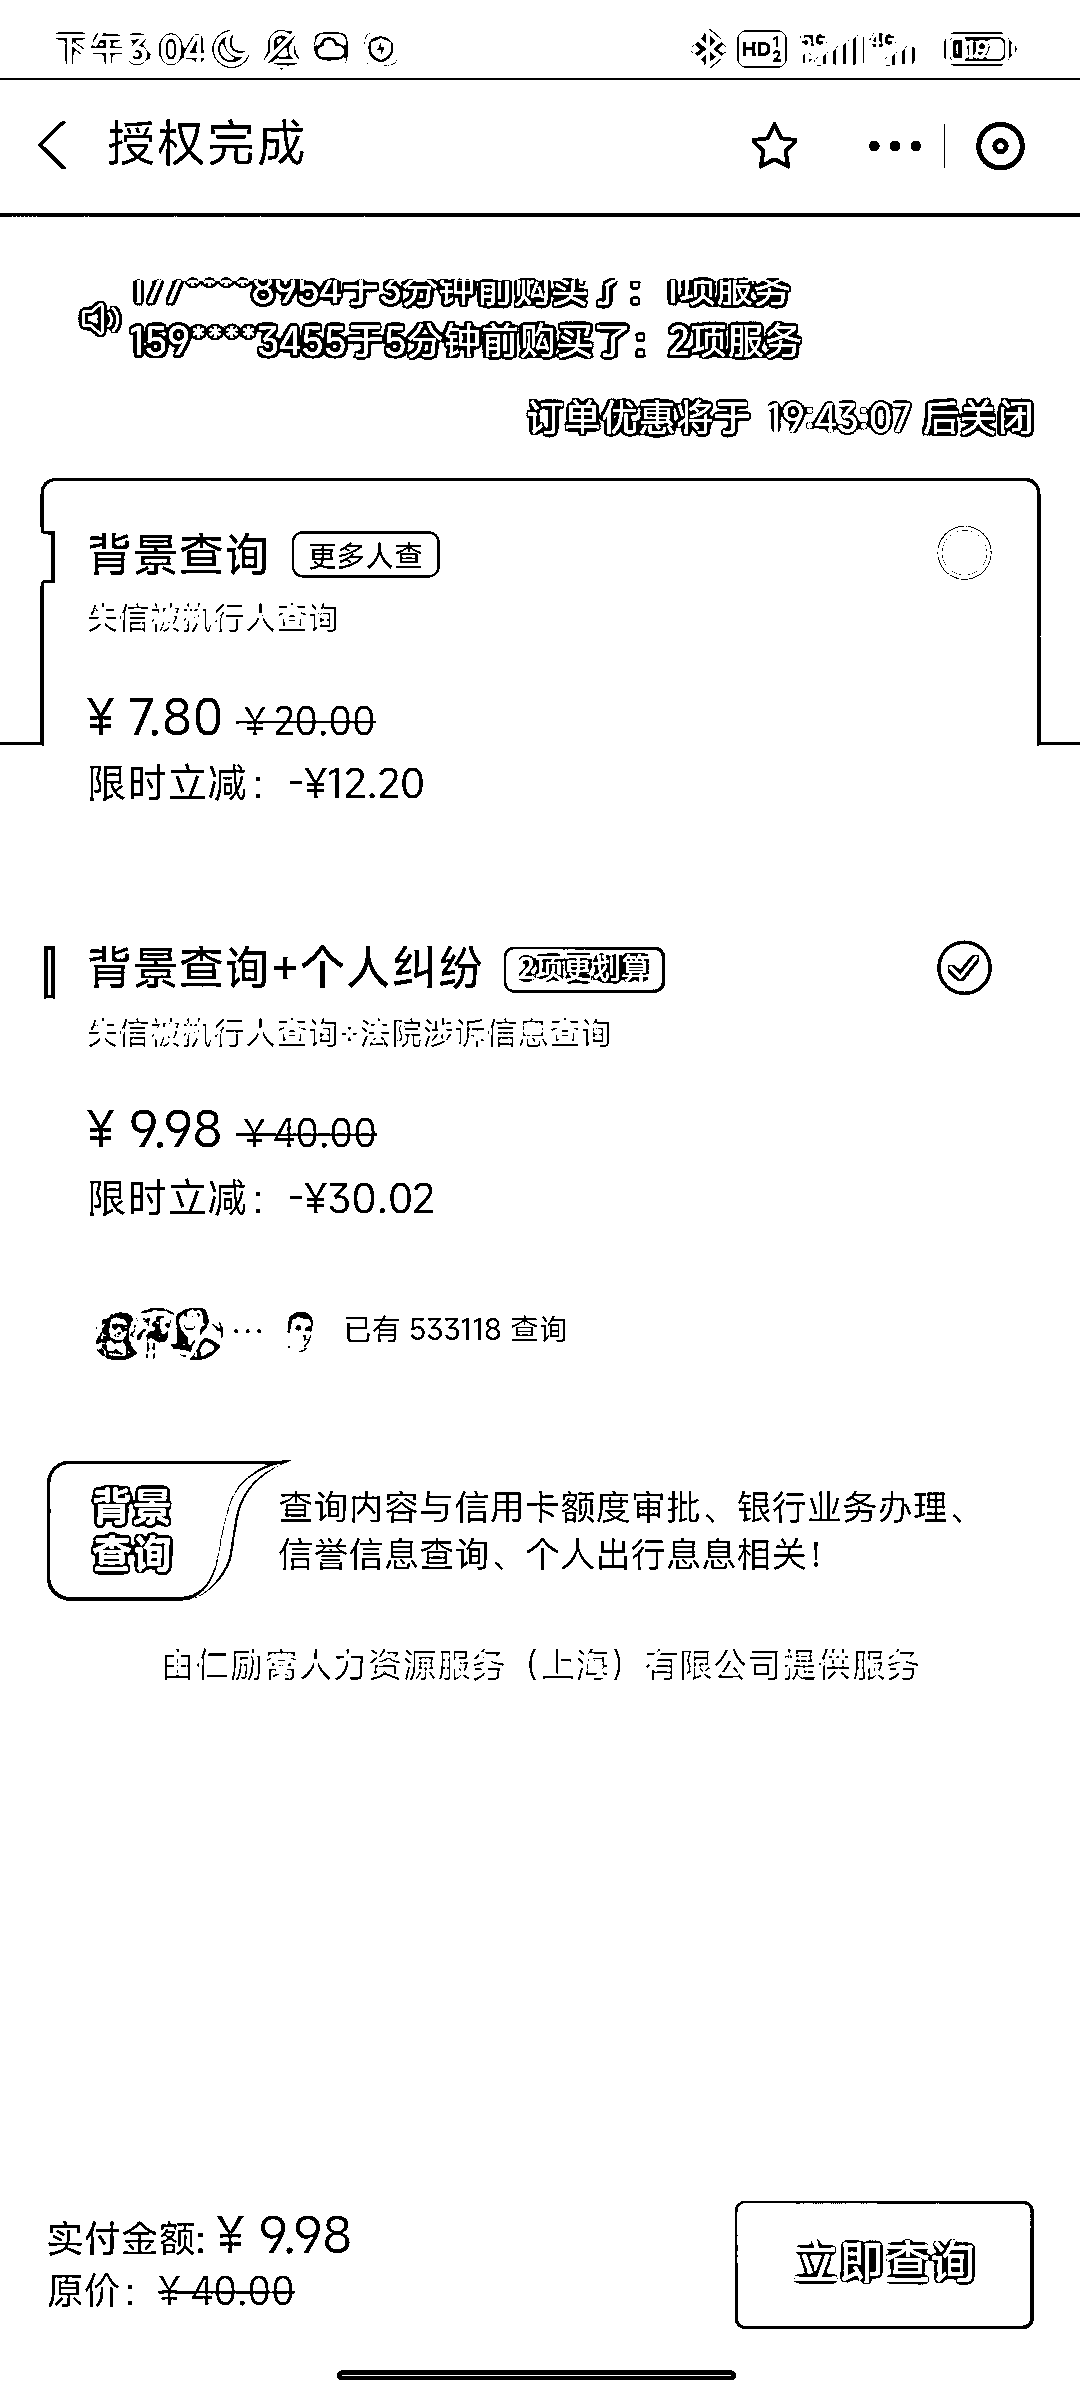 下午3:04
HD 1 2 19
授权完成
177****8954于3分钟前购买了：1项服务
159****3455于5分钟前购买了：2项服务
订单优惠将于 19:43:07 后关闭
背景查询 更多人查
失信被执行人查询
¥ 7.80 ¥ 20.00
限时立减：-¥12.20
背景查询+个人纠纷 2项更划算
失信被执行人查询+法院涉诉信息查询
¥ 9.98 ¥ 40.00
限时立减：-¥30.02
··· 已有 533118 查询
背景
查询
查询内容与信用卡额度审批、银行业务办理、
信誉信息查询、个人出行息息相关！
由仁励窝人力资源服务（上海）有限公司提供服务
实付金额: ¥ 9.98
原价：¥ 40.00
立即查询